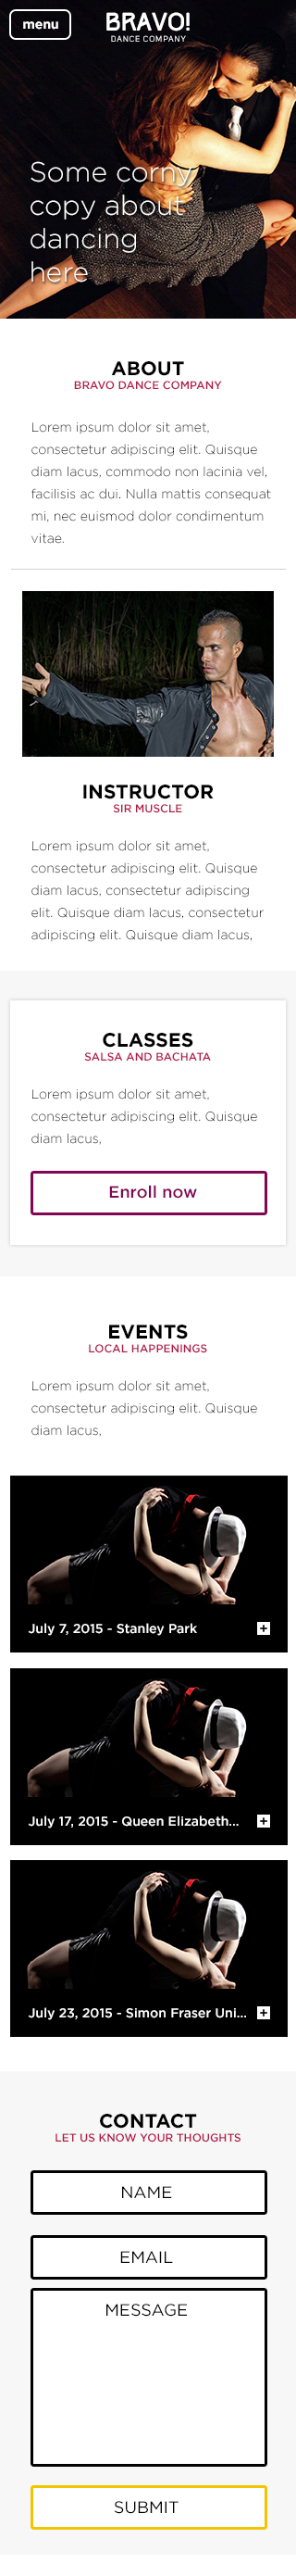 menu
BRAVO!
DANCE COMPANY
Some corny
copy about
dancing
here
ABOUT
BRAVO DANCE COMPANY
Lorem ipsum dolor sit amet,
consectetur adipiscing elit. Quisque
diam lacus, commodo non lacinia vel,
facilisis ac dui. Nulla mattis consequat
mi, nec euismod dolor condimentum
vitae.
INSTRUCTOR
SIR MUSCLE
Lorem ipsum dolor sit amet,
consectetur adipiscing elit. Quisque
diam lacus, consectetur adipiscing
elit. Quisque diam lacus, consectetur
adipiscing elit. Quisque diam lacus,
CLASSES
SALSA AND BACHATA
Lorem ipsum dolor sit amet,
consectetur adipiscing elit. Quisque
diam lacus,
Enroll now
EVENTS
LOCAL HAPPENINGS
Lorem ipsum dolor sit amet,
consectetur adipiscing elit. Quisque
diam lacus,
July 7, 2015 - Stanley Park
July 17, 2015 - Queen Elizabeth...
July 23, 2015 - Simon Fraser Uni...
CONTACT
LET US KNOW YOUR THOUGHTS
NAME
EMAIL
MESSAGE
SUBMIT